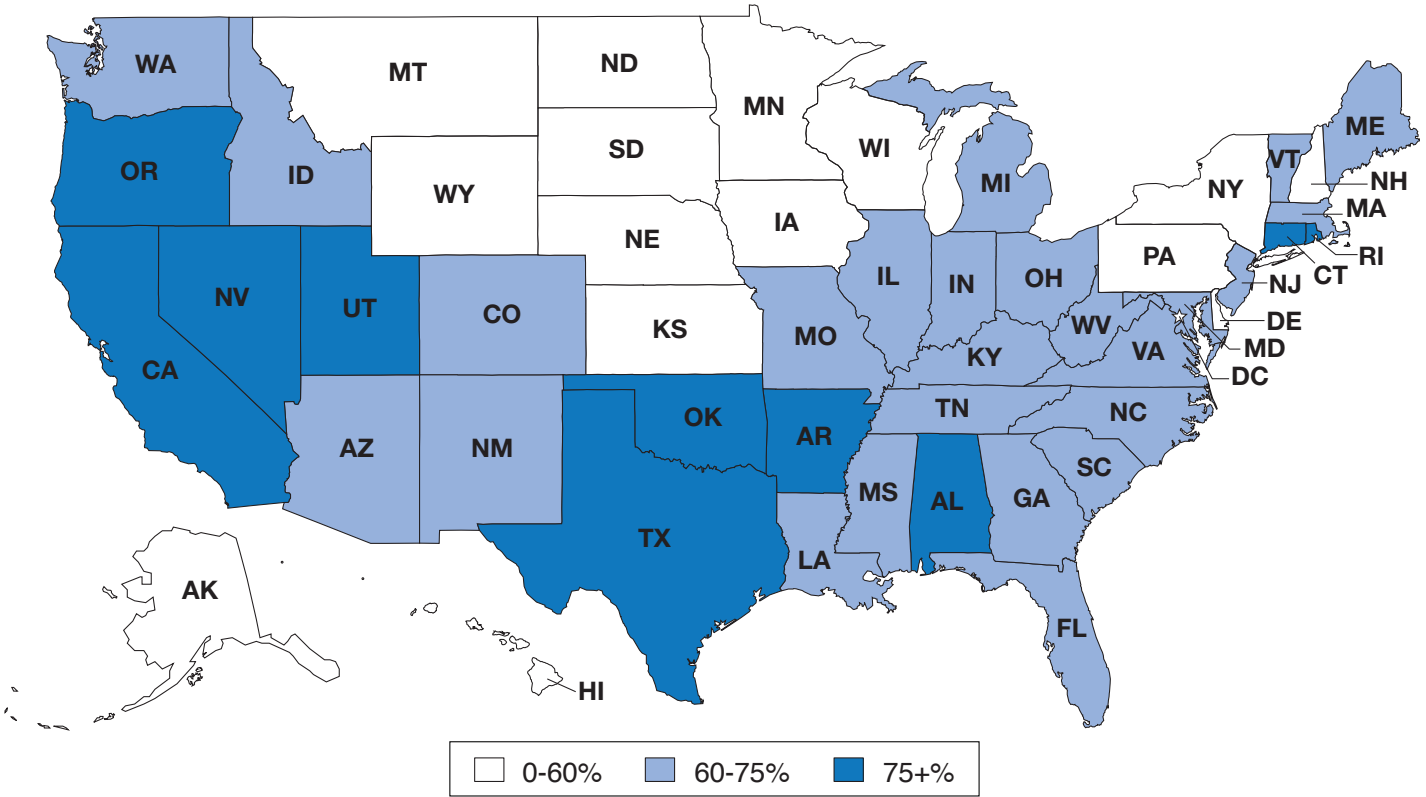 WA
MT
ND
MN
ME
VT
NH
OR
ID
SD
WI
MI
NY
MA
WY
IA
RI
NE
PA
CT
NV
UT
CO
IL
IN
OH
NJ
KS
MO
WV
DE
KY
VA
MD
CA
DC
OK
AR
TN
NC
AZ
NM
SC
MS
AL
GA
TX
LA
AK
FL
HI
0-60%
60-75%
75+%